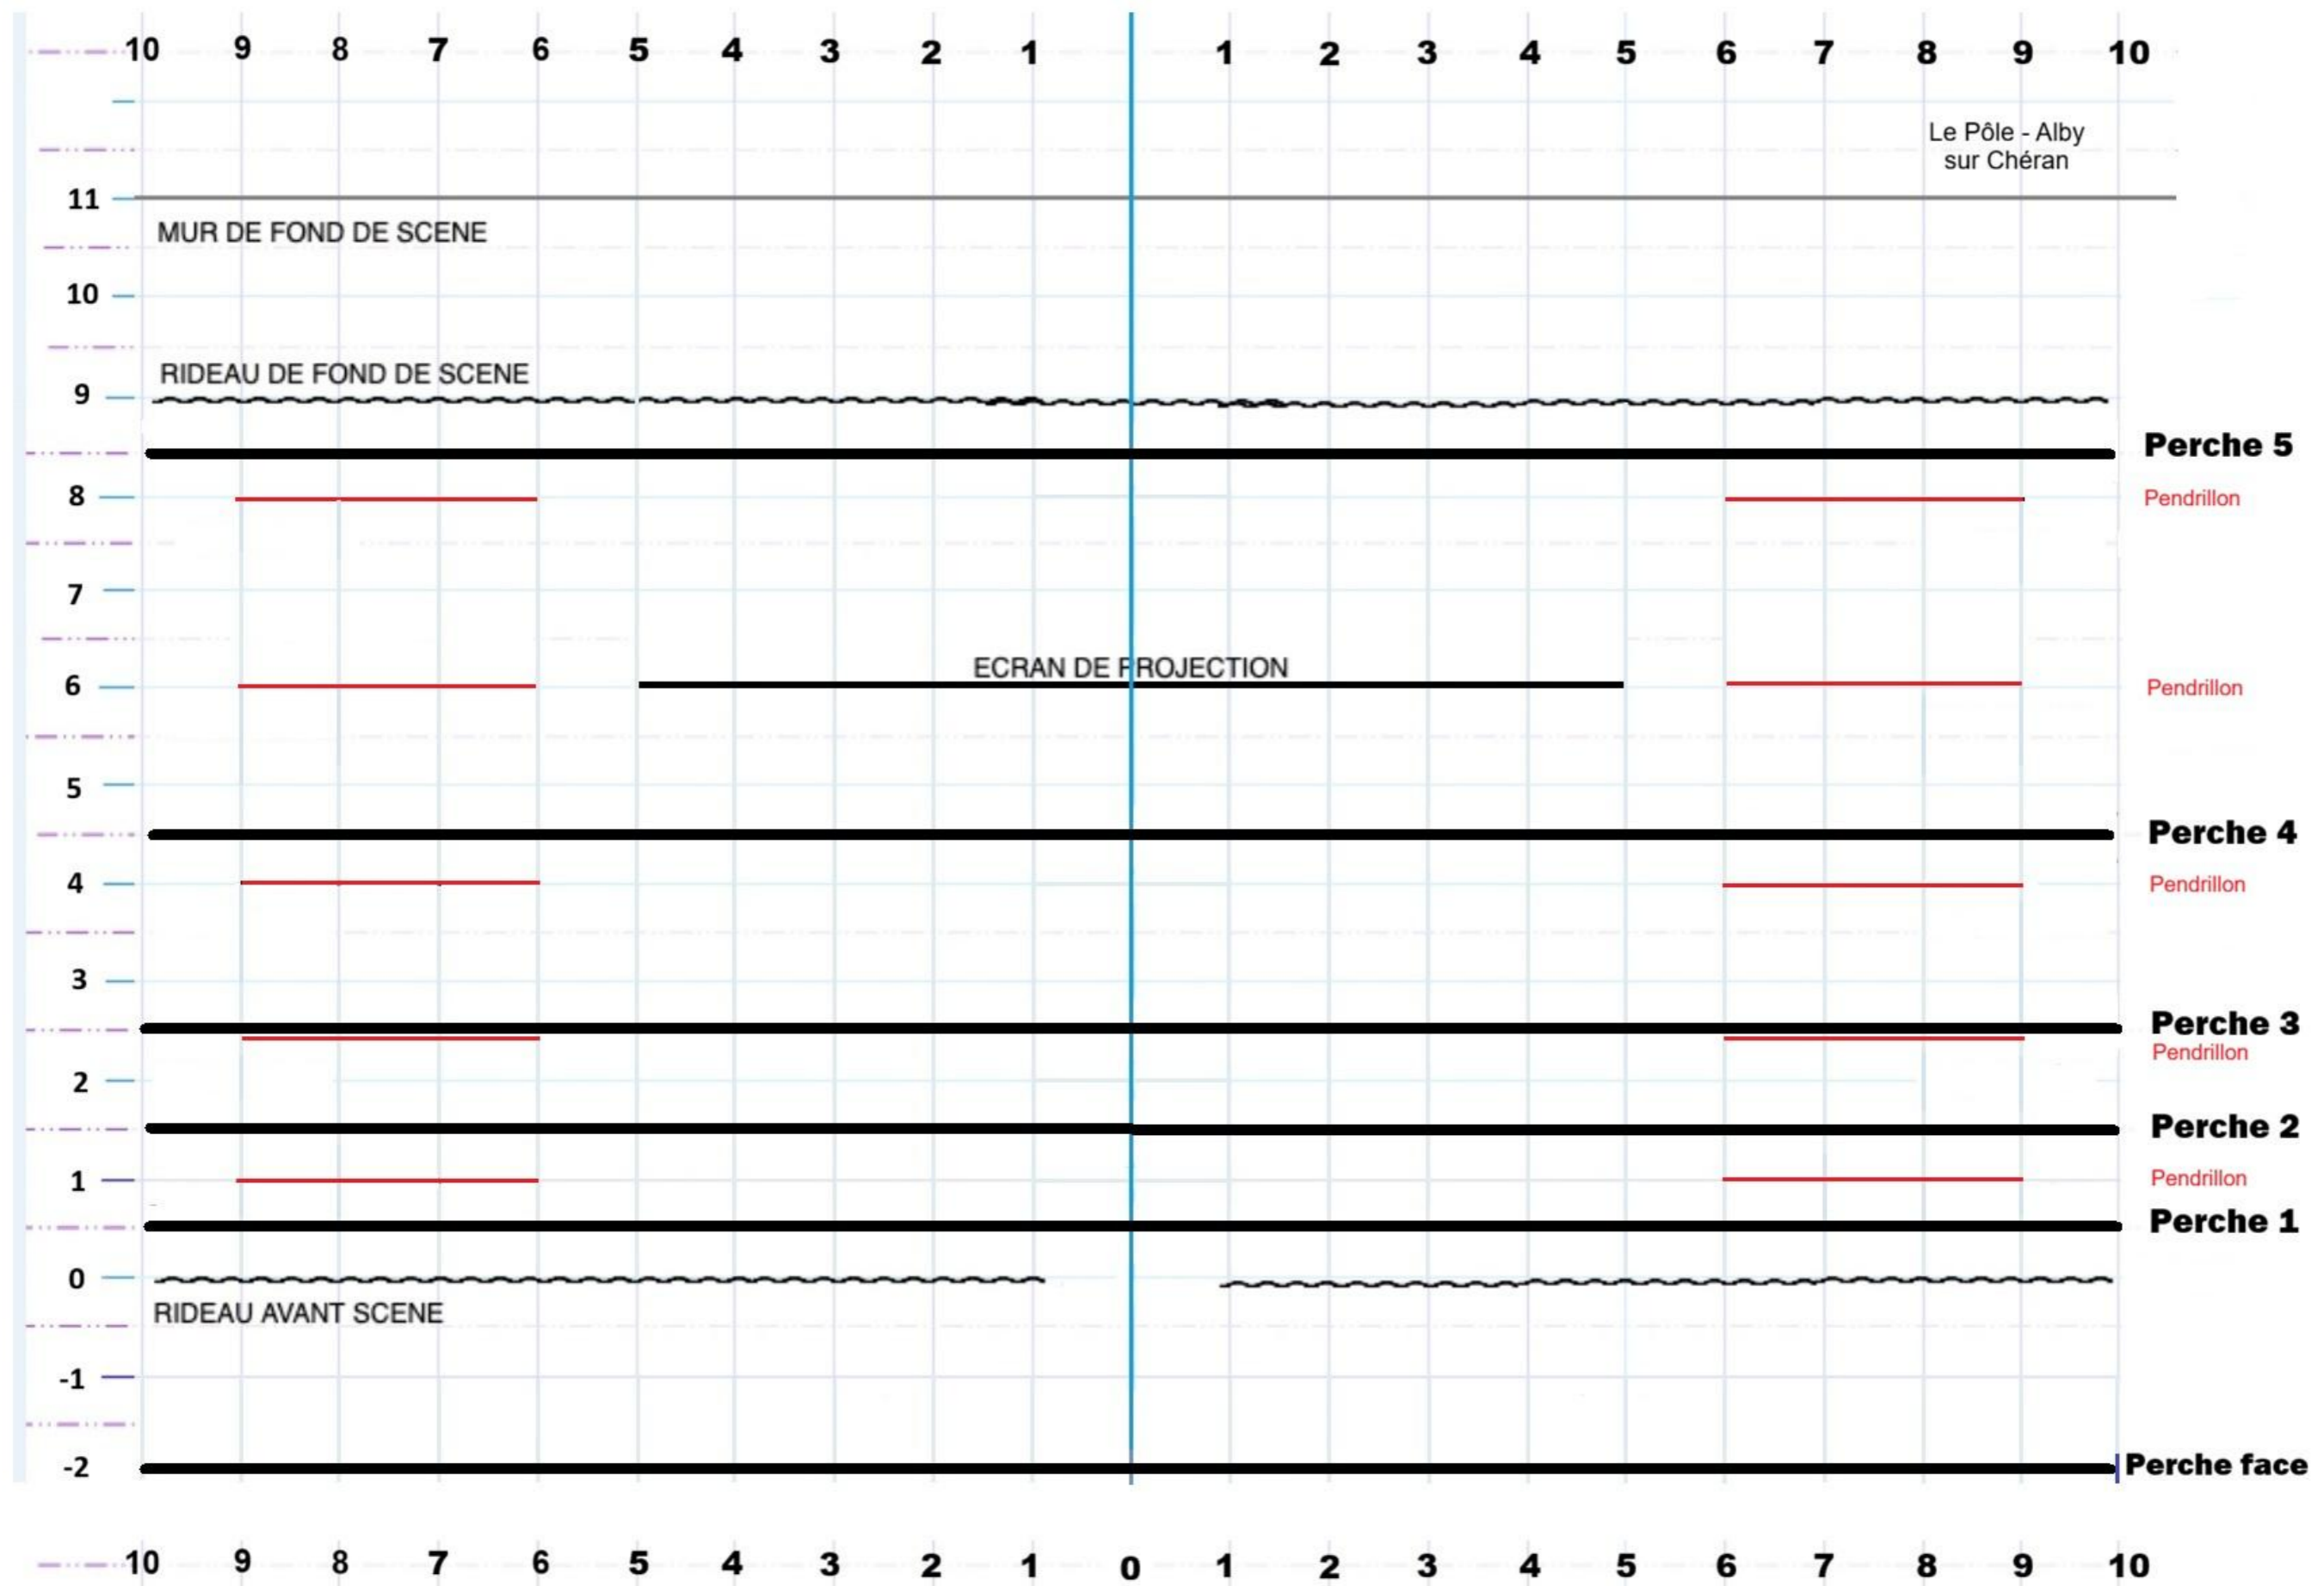 10 9 8 7 6 5 4 3 2 1 1 2 3 4 5 6 7 8 9 10
Le Pôle - Alby
sur Chéran
11
MUR DE FOND DE SCENE
10
RIDEAU DE FOND DE SCENE
9
Perche 5
8 Pendrillon
7
ECRAN DE PROJECTION
6 Pendrillon
5
Perche 4
4 Pendrillon
3
Perche 3
Pendrillon
2
Perche 2
1 Pendrillon
Perche 1
0
RIDEAU AVANT SCENE
-1
-2 Perche face
10 9 8 7 6 5 4 3 2 1 0 1 2 3 4 5 6 7 8 9 10